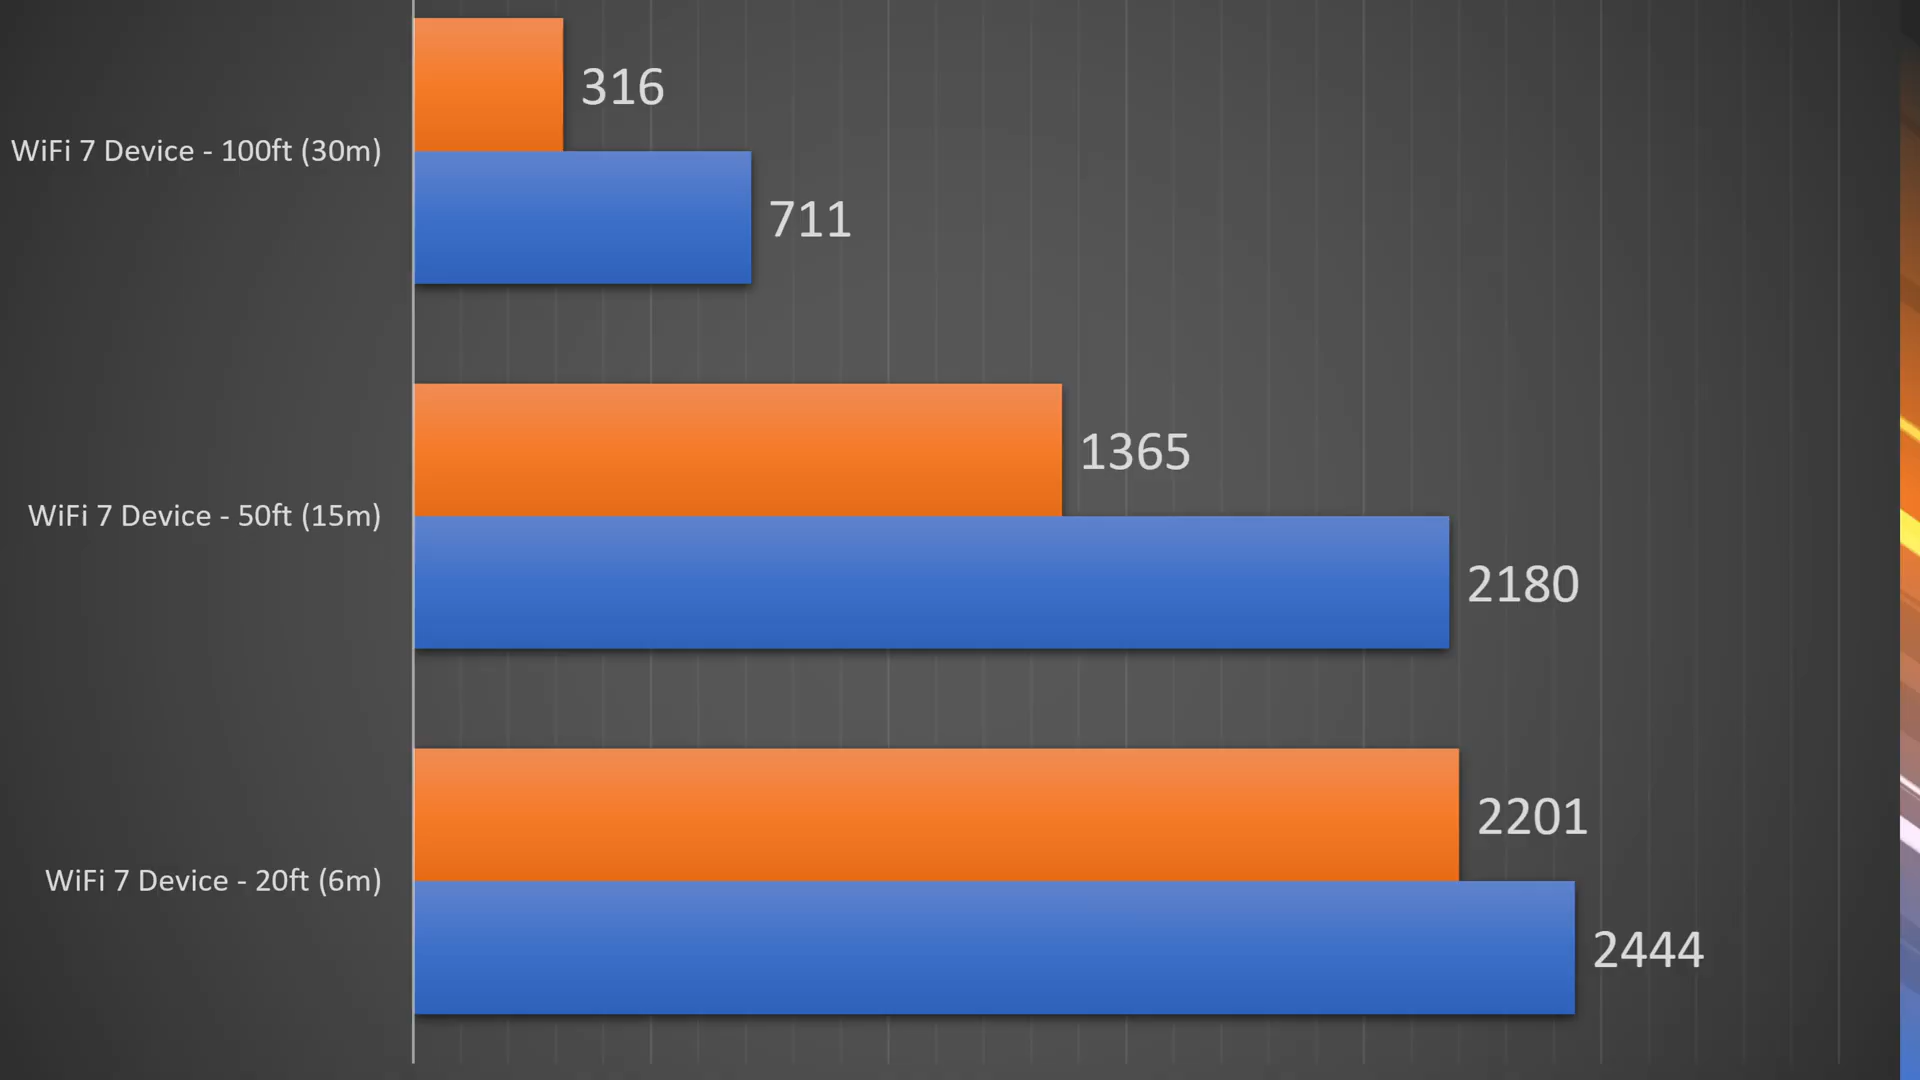 316
WiFi 7 Device - 100ft (30m)
711
1365
WiFi 7 Device - 50ft (15m)
2180
2201
WiFi 7 Device - 20ft (6m)
2444